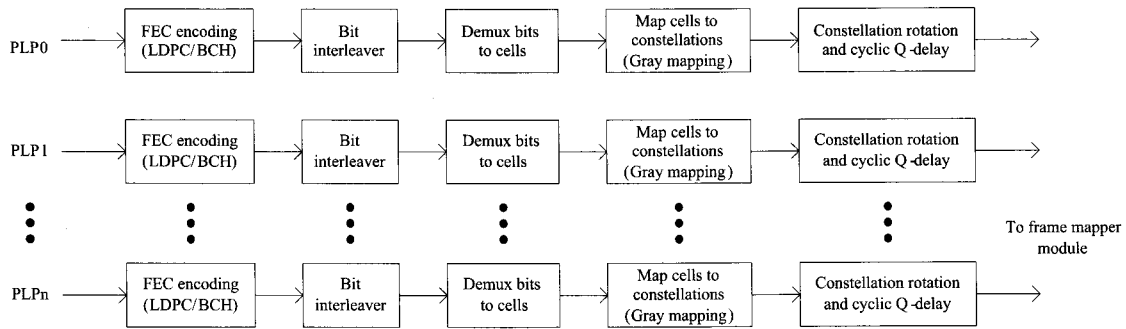 PLP0
FEC encoding
(LDPC/BCH)
Bit
interleaver
Demux bits
to cells
Map cells to
constellations
(Gray mapping)
Constellation rotation
and cyclic Q-delay
PLP1
FEC encoding
(LDPC/BCH)
Bit
interleaver
Demux bits
to cells
Map cells to
constellations
(Gray mapping)
Constellation rotation
and cyclic Q-delay
To frame mapper
module
PLPn
FEC encoding
(LDPC/BCH)
Bit
interleaver
Demux bits
to cells
Map cells to
constellations
(Gray mapping)
Constellation rotation
and cyclic Q-delay